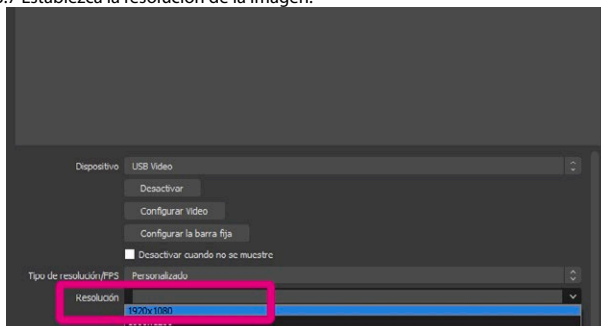 Establezca la resolución de la imagen.
Dispositivo USB Video
Desactivar
Configurar Video
Configurar la barra fija
Desactivar cuando no se muestre
Tipo de resolución/FPS Personalizado
Resolución
1920x1080